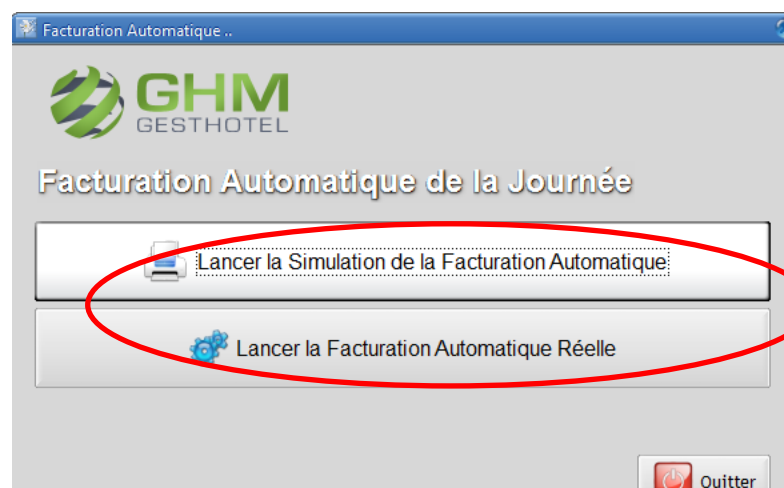 Facturation Automatique ..
GHM
GESTHOTEL
Facturation Automatique de la Journée
Lancer la Simulation de la Facturation Automatique
Lancer la Facturation Automatique Réelle
Quitter